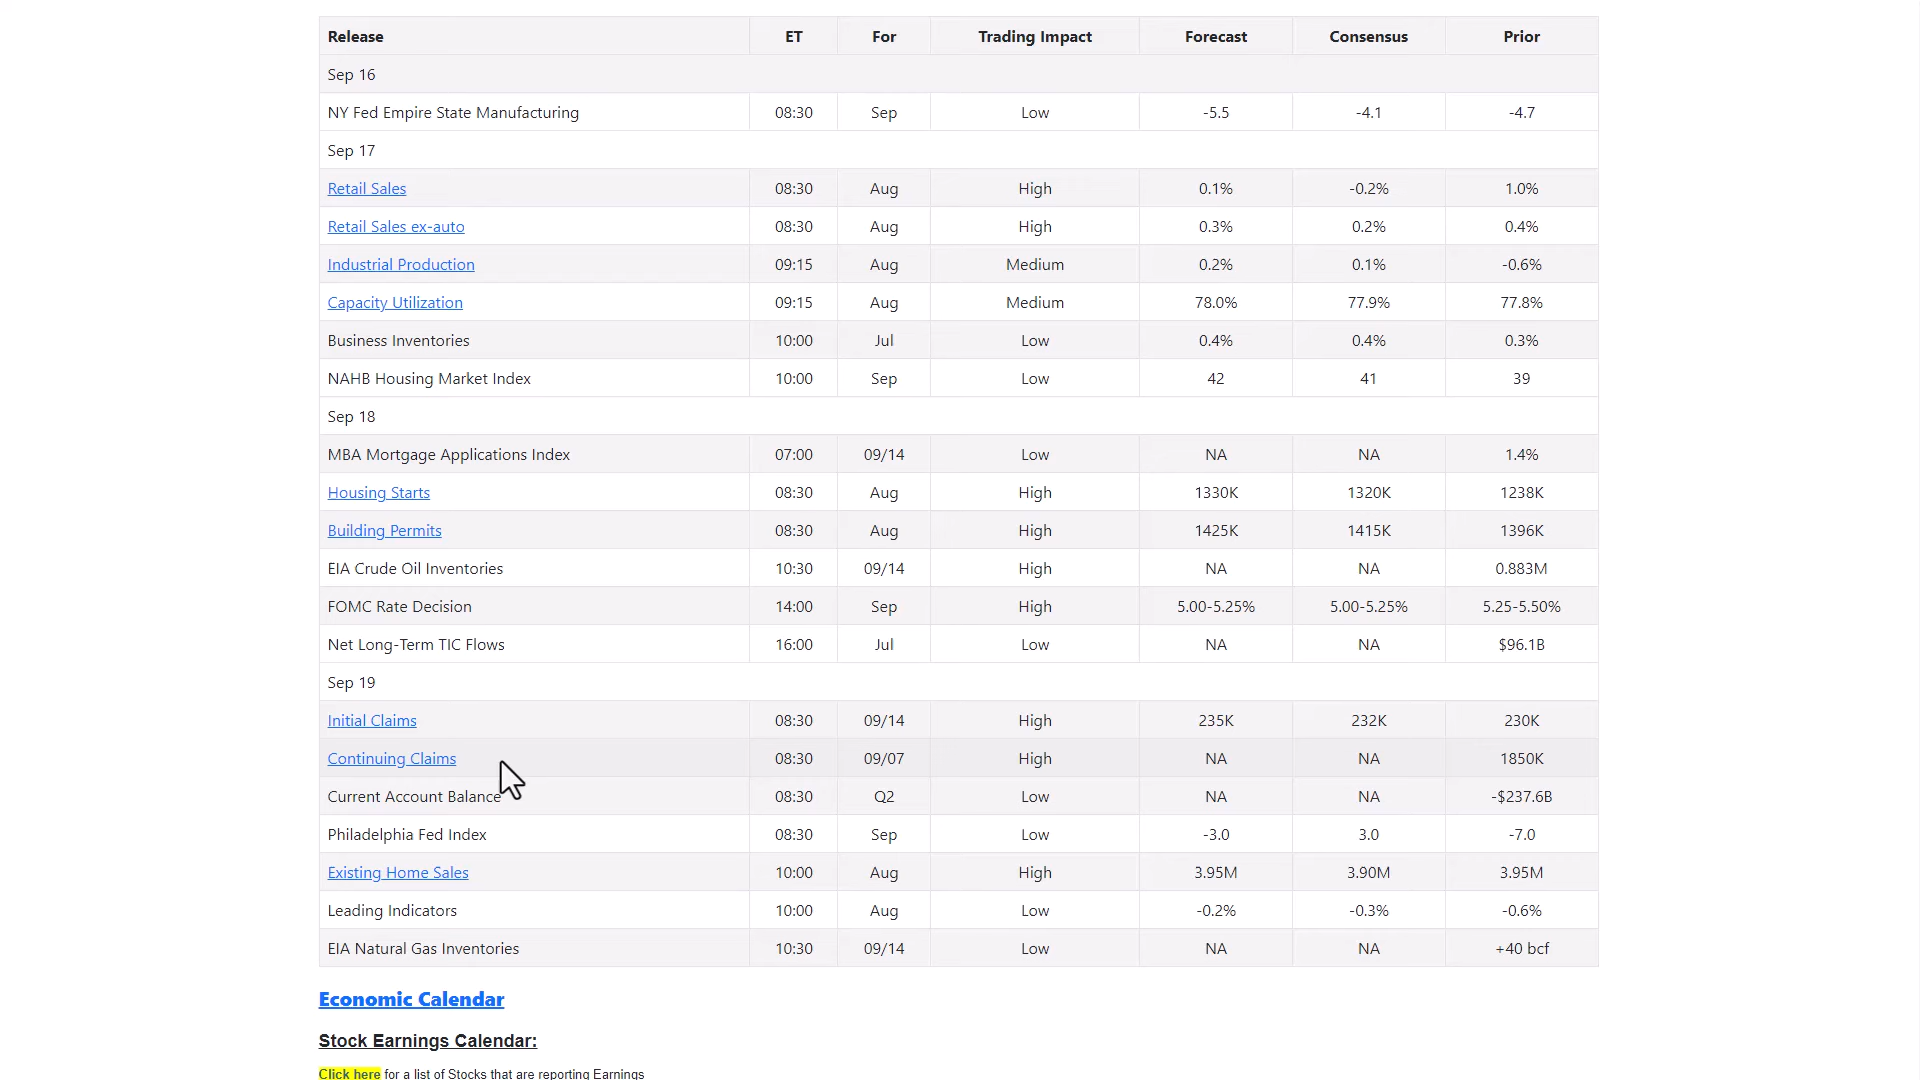 Release ET For Trading Impact Forecast Consensus Prior
Sep 16
NY Fed Empire State Manufacturing 08:30 Sep Low -5.5 -4.1 -4.7
Sep 17
Retail Sales 08:30 Aug High 0.1% -0.2% 1.0%
Retail Sales ex-auto 08:30 Aug High 0.3% 0.2% 0.4%
Industrial Production 09:15 Aug Medium 0.2% 0.1% -0.6%
Capacity Utilization 09:15 Aug Medium 78.0% 77.9% 77.8%
Business Inventories 10:00 Jul Low 0.4% 0.4% 0.3%
NAHB Housing Market Index 10:00 Sep Low 42 41 39
Sep 18
MBA Mortgage Applications Index 07:00 09/14 Low NA NA 1.4%
Housing Starts 08:30 Aug High 1330K 1320K 1238K
Building Permits 08:30 Aug High 1425K 1415K 1396K
EIA Crude Oil Inventories 10:30 09/14 High NA NA 0.883M
FOMC Rate Decision 14:00 Sep High 5.00-5.25% 5.00-5.25% 5.25-5.50%
Net Long-Term TIC Flows 16:00 Jul Low NA NA $96.1B
Sep 19
Initial Claims 08:30 09/14 High 235K 232K 230K
Continuing Claims 08:30 09/07 High NA NA 1850K
Current Account Balance 08:30 Q2 Low NA NA -$237.6B
Philadelphia Fed Index 08:30 Sep Low -3.0 3.0 -7.0
Existing Home Sales 10:00 Aug High 3.95M 3.90M 3.95M
Leading Indicators 10:00 Aug Low -0.2% -0.3% -0.6%
EIA Natural Gas Inventories 10:30 09/14 Low NA NA +40 bcf
Economic Calendar
Stock Earnings Calendar:
Click here for a list of Stocks that are reporting Earnings